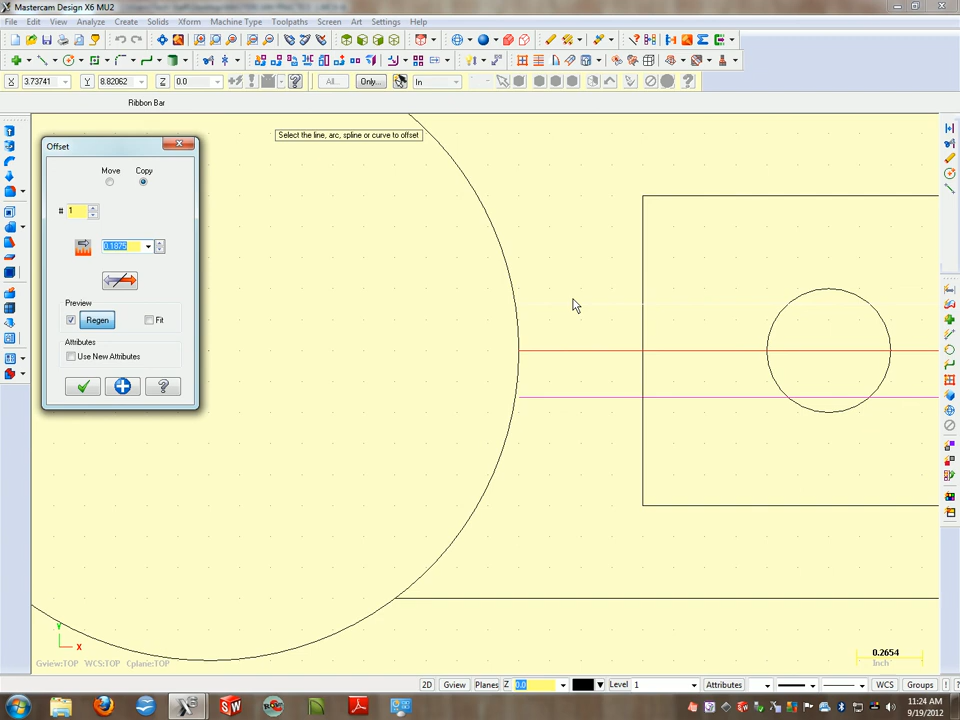 Mastercam Design X6 MU2
File Edit View Analyze Create Solids Xform Machine Type Toolpaths Screen Art Settings Help
X 3.73741 Y 8.82062 Z 0.0 All... Only... In
Ribbon Bar
Select the line, arc, spline or curve to offset
Offset
Move Copy
# 1
0.1875
Preview
Regen Fit
Attributes
Use New Attributes
Y
X
Gview:TOP WCS:TOP Cplane:TOP
0.2654
Inch
2D Gview Planes Z 0.0 Level 1 Attributes WCS Groups ?
11:24 AM
9/19/2012